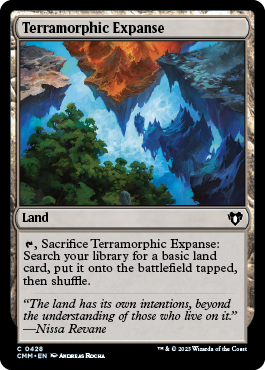 Terramorphic Expanse
Land
, Sacrifice Terramorphic Expanse:
Search your library for a basic land
card, put it onto the battlefield tapped,
then shuffle.
“The land has its own intentions, beyond
the understanding of those who live on it.”
—Nissa Revane
C 0428
CMM • EN Andreas Rocha
™ & © 2023 Wizards of the Coast